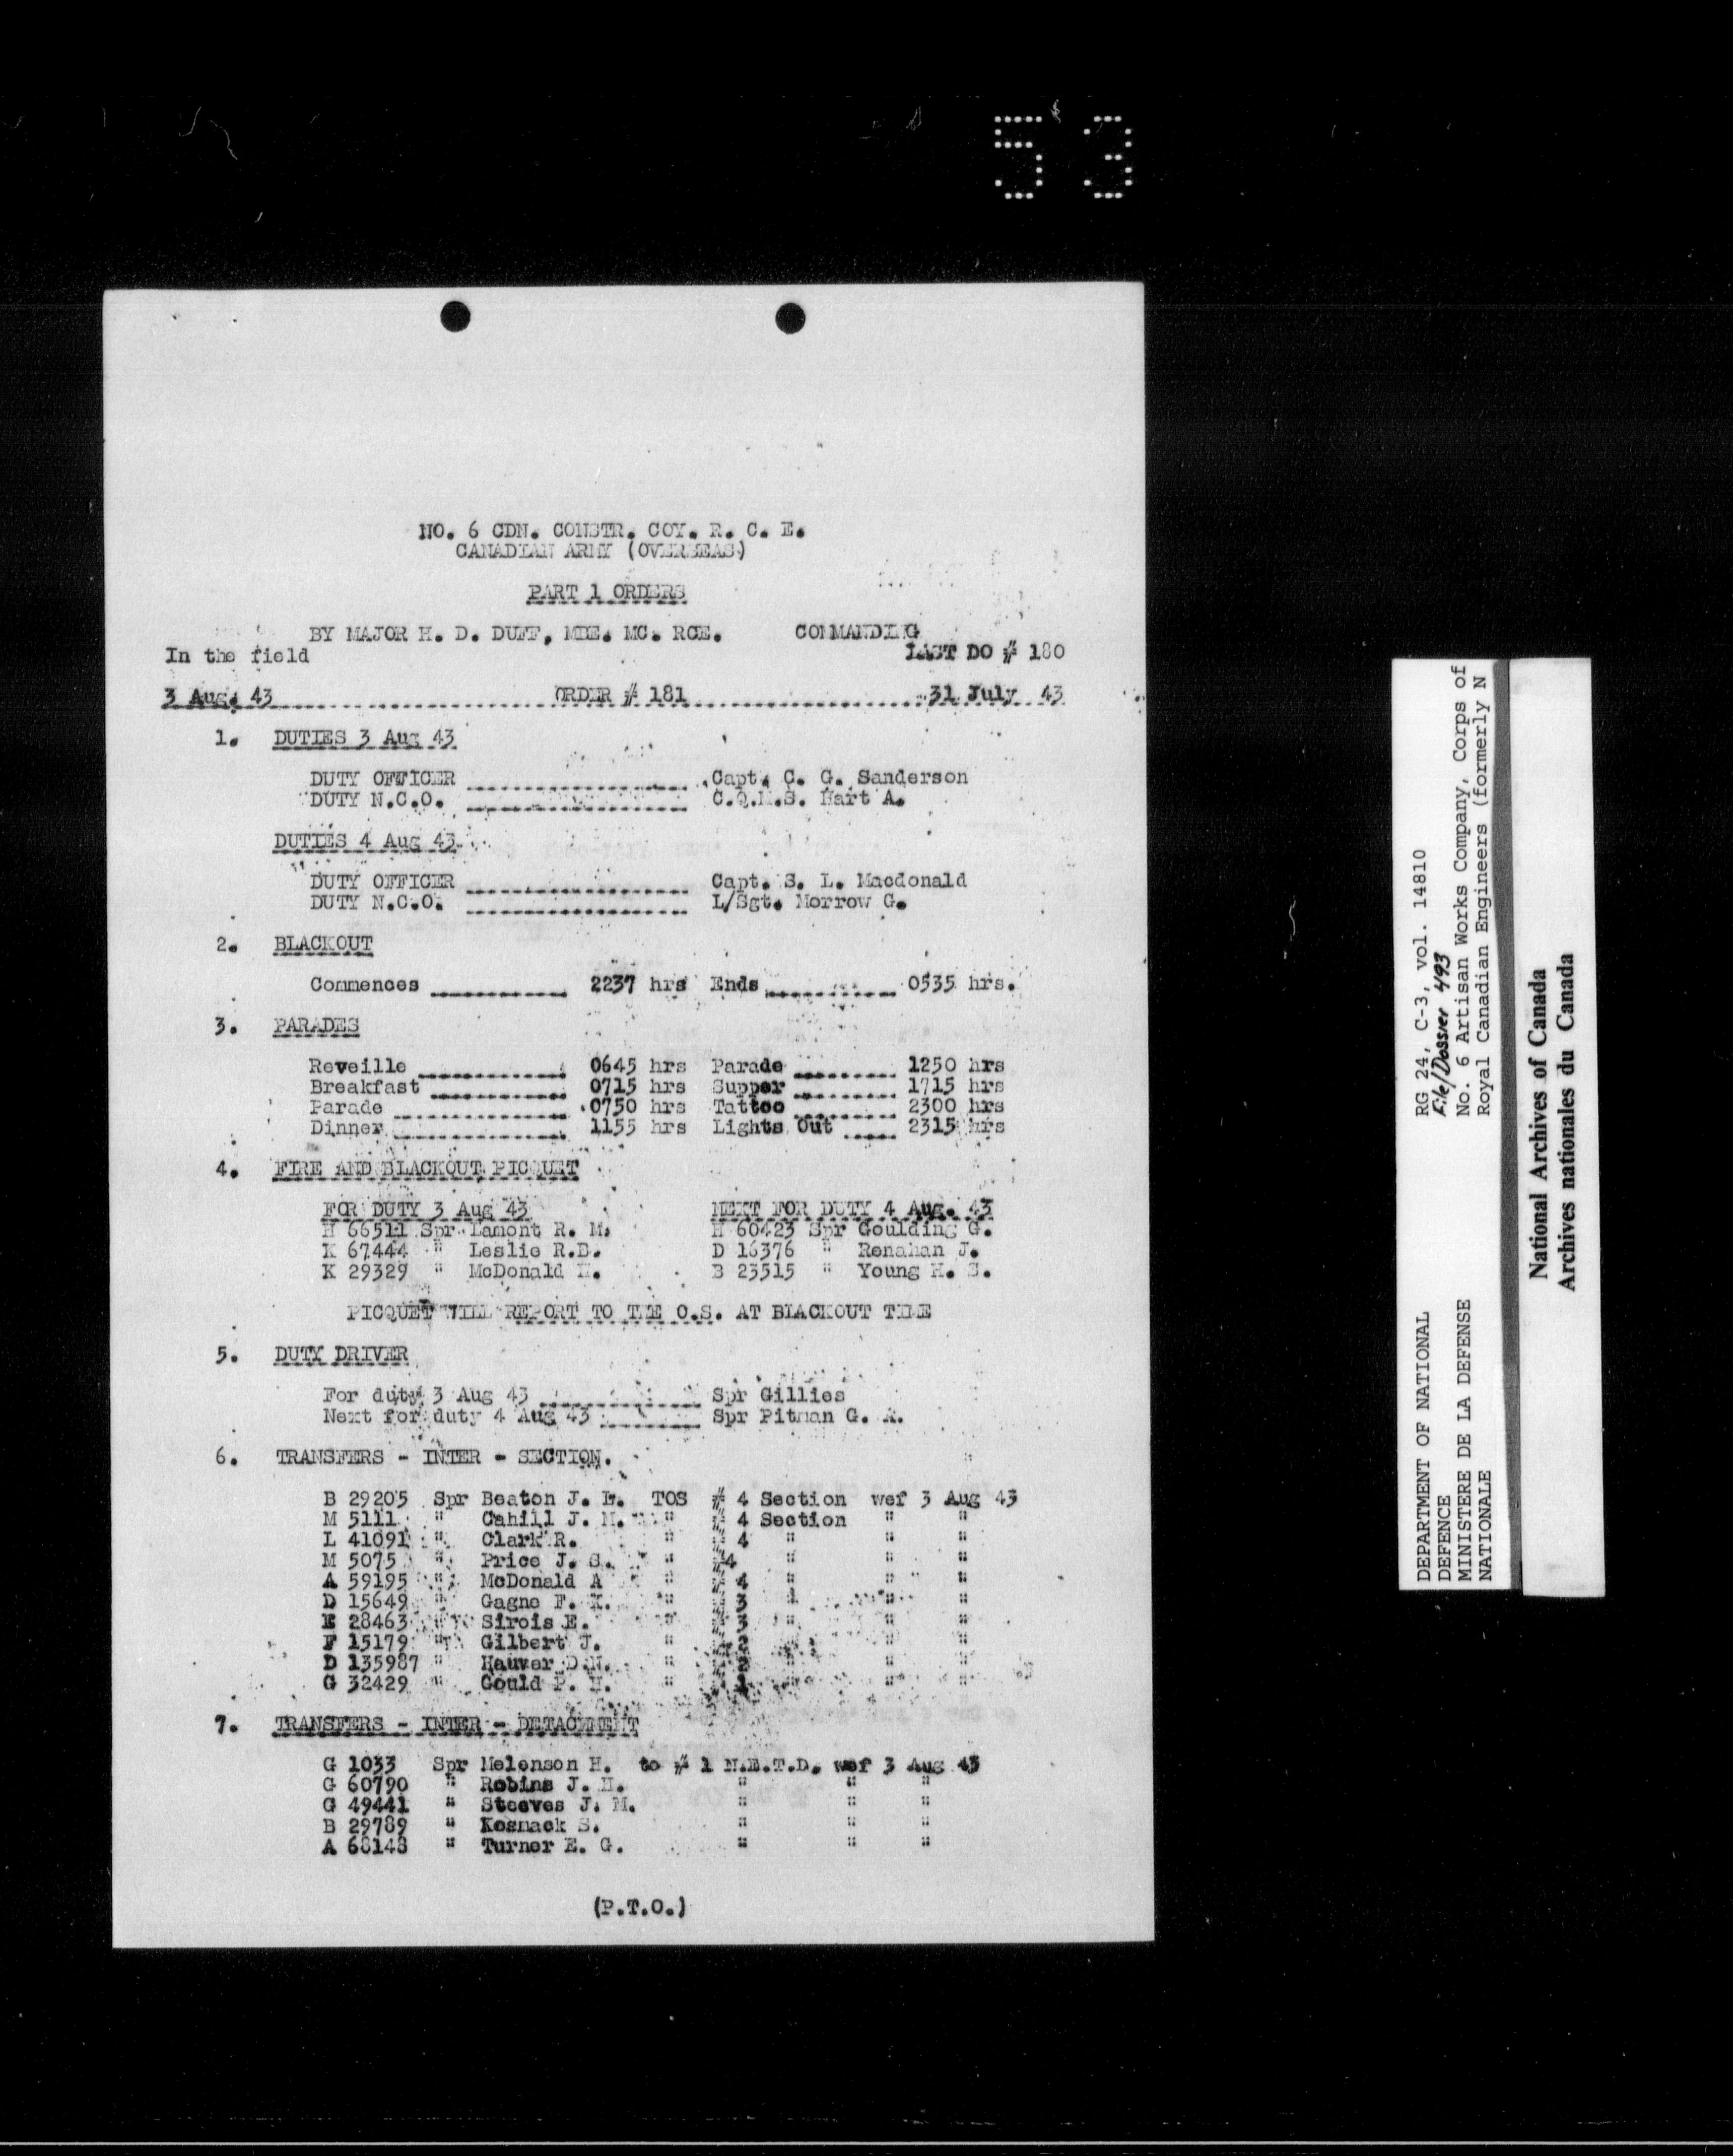 53
NO. 6 CDN. CONSTR. COY. R. C. E.
CANADIAN ARMY (OVERSEAS)
PART 1 ORDERS
BY MAJOR H. D. DUFF, MBE. MC. RCE. COMMANDING
In the field LAST DO # 180
3 Aug. 43 ORDER # 181 31 July 43
1. DUTIES 3 Aug 43
DUTY OFFICER Capt. C. G. Sanderson
DUTY N.C.O. C.Q.M.S. Hart A.
DUTIES 4 Aug 43
DUTY OFFICER Capt. S. L. Macdonald
DUTY N.C.O. L/Sgt. Morrow G.
2. BLACKOUT
Commences 2237 hrs Ends 0535 hrs.
3. PARADES
Reveille 0645 hrs Parade 1250 hrs
Breakfast 0715 hrs Supper 1715 hrs
Parade 0750 hrs Tattoo 2300 hrs
Dinner 1155 hrs Lights Out 2315 hrs
4. FIRE AND BLACKOUT PICQUET
FOR DUTY 3 Aug 43 NEXT FOR DUTY 4 Aug. 43
H 66511 Spr Lamont R. M. H 60423 Spr Goulding G.
K 67444 " Leslie R.B. D 16376 " Renahan J.
K 29329 " McDonald B 23515 " Young H. S.
PICQUET WILL REPORT TO THE O.S. AT BLACKOUT TIME
5. DUTY DRIVER
For duty 3 Aug 43 Spr Gillies
Next for duty 4 Aug 43 Spr Pitman G. A.
6. TRANSFERS - INTER - SECTION.
B 29205 Spr Beaton J. L. TOS # 4 Section wef 3 Aug 43
M 5111 " Cahill J. M. " # 4 Section " "
L 41091 " Clark R. " # 4 " " "
M 5075 " Price J. S. " #4 " " "
A 59195 " McDonald A " # 4 " " "
D 15649 " Gagne F. " # 3 " " "
E 28463 " Sirois E. " # 3 " " "
F 15179 " Gilbert J. " # " "
D 135987 " Hauver D.N. " # " " "
G 32429 " Gould P. H. " # " " "
7. TRANSFERS - INTER - DETACHMENT
G 1033 Spr Melenson H. to # 1 N.E.T.D. wef 3 Aug 43
G 60790 " Robins J. H. " " "
G 49441 " Steeves J. M. " " "
B 29789 " Kosmack S. " " "
A 68148 " Turner E. G. " " "
(P.T.O.)
DEPARTMENT OF NATIONAL DEFENCE
MINISTERE DE LA DEFENSE NATIONALE
RG 24, C-3, vol. 14810
File/Dossier 493
No. 6 Artisan Works Company, Corps of
Royal Canadian Engineers (formerly N
National Archives of Canada
Archives nationales du Canada